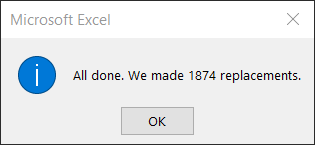 Microsoft Excel
All done. We made 1874 replacements.
OK